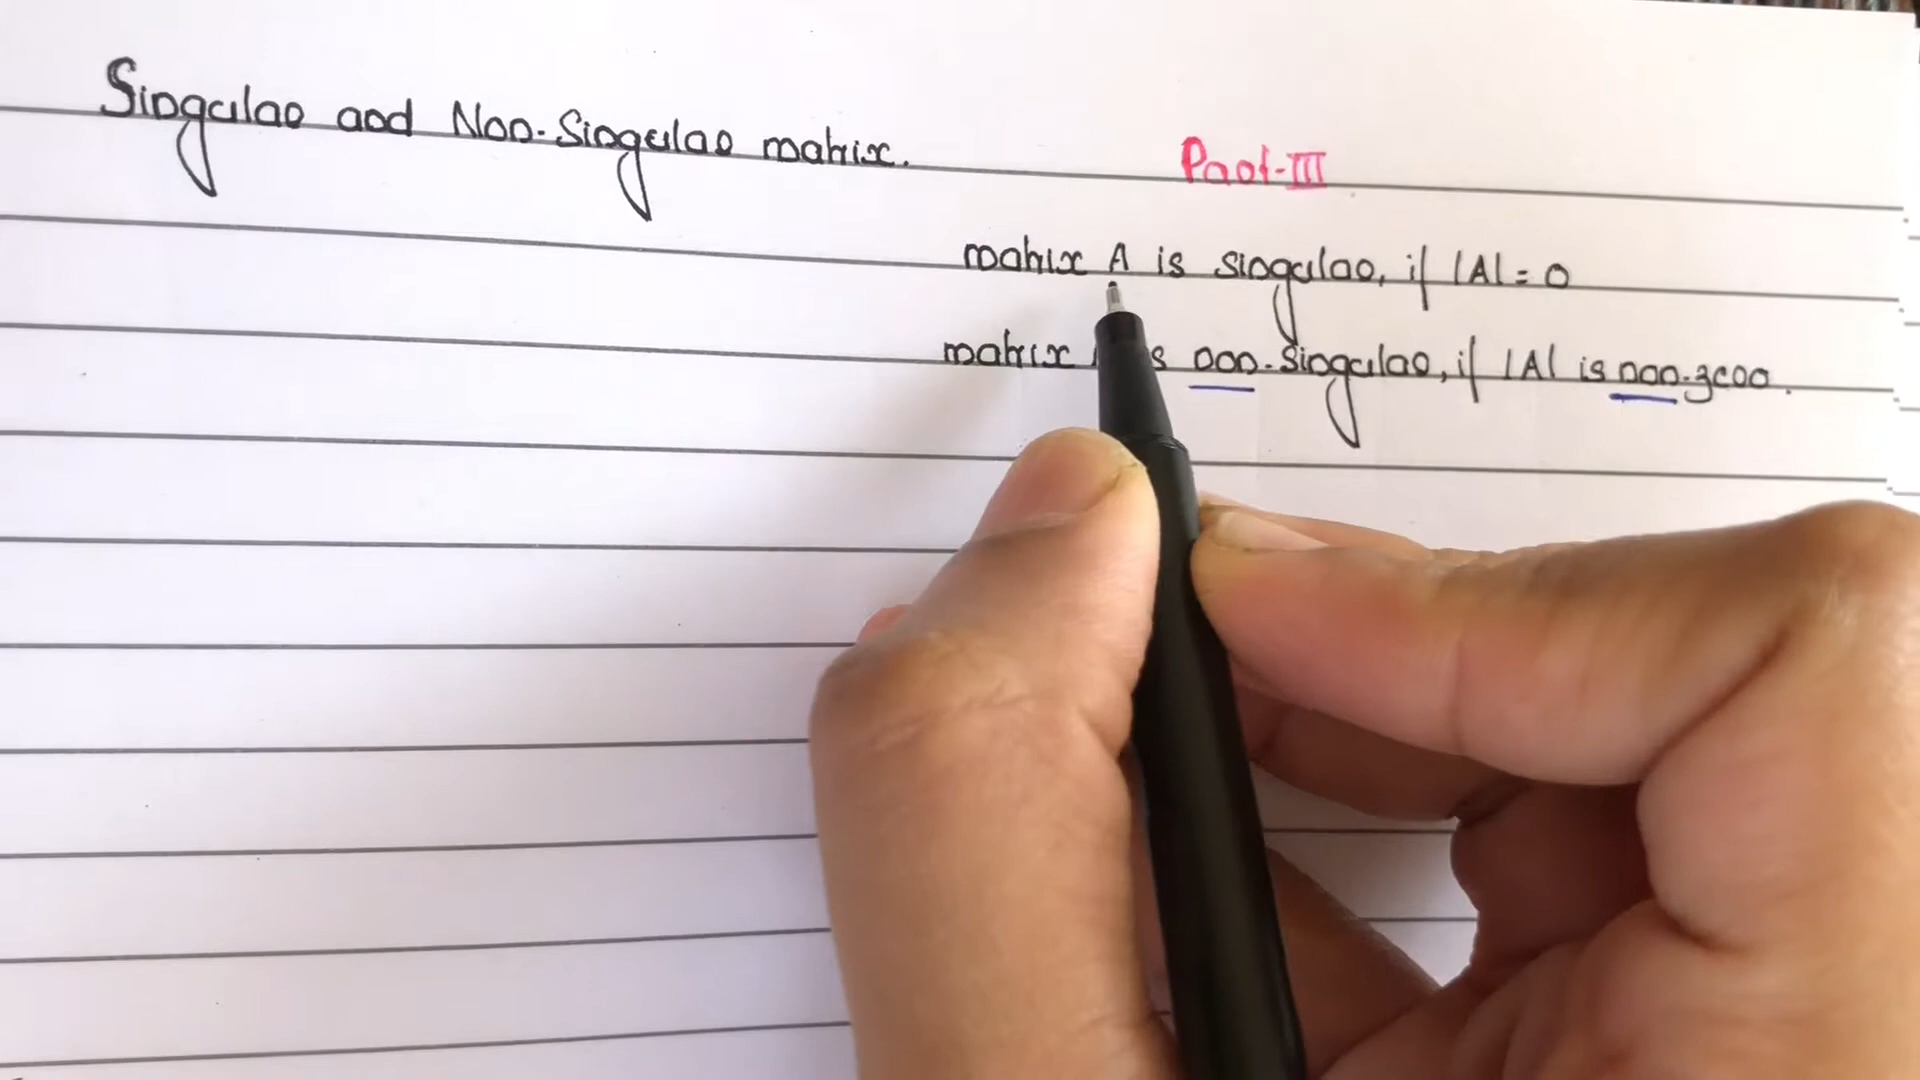 Singular and Non-Singular matrix.
Part-III
matrix A is singular, if |A| = 0
matrix is non-singular, if |A| is non-zero.